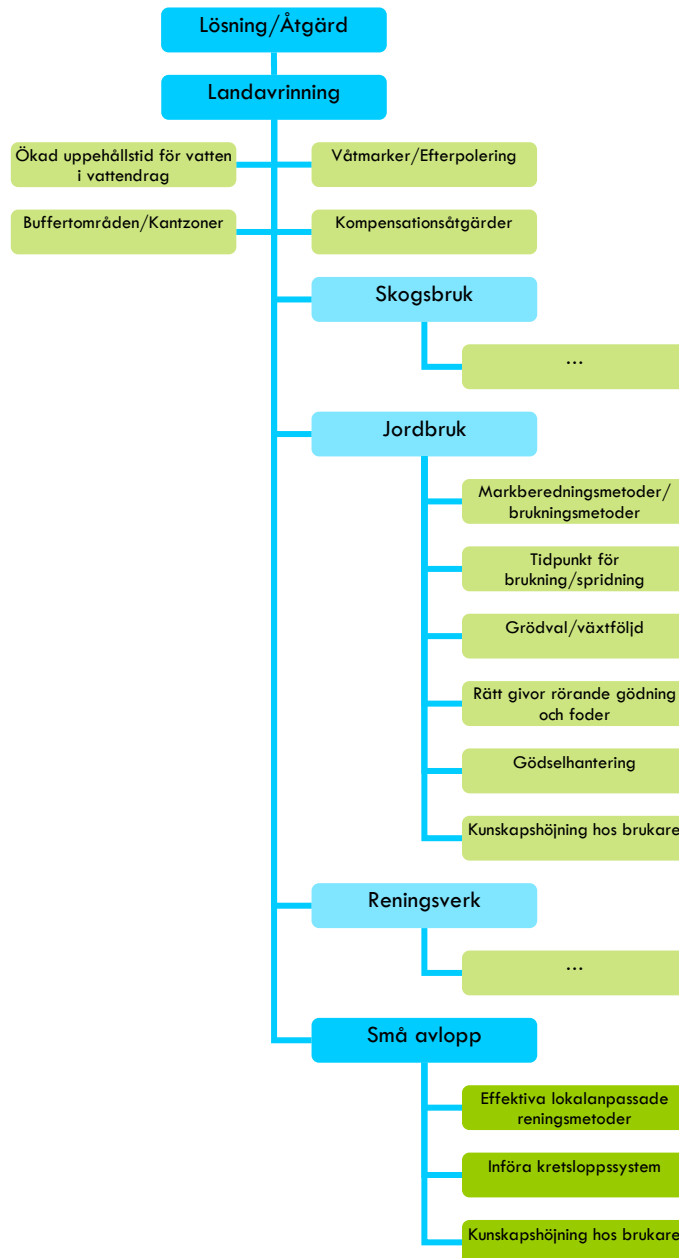 Lösning/Åtgärd
Landavrinning
Ökad uppehållstid för vatten
i vattendrag
Våtmarker/Efterpolering
Buffertområden/Kantzoner
Kompensationsåtgärder
Skogsbruk
...
Jordbruk
Markberedningsmetoder/
brukningsmetoder
Tidpunkt för
brukning/spridning
Grödval/växtföljd
Rätt givor rörande gödning
och foder
Gödselhantering
Kunskapshöjning hos brukare
Reningsverk
...
Små avlopp
Effektiva lokalanpassade
reningsmetoder
Införa kretsloppssystem
Kunskapshöjning hos brukare